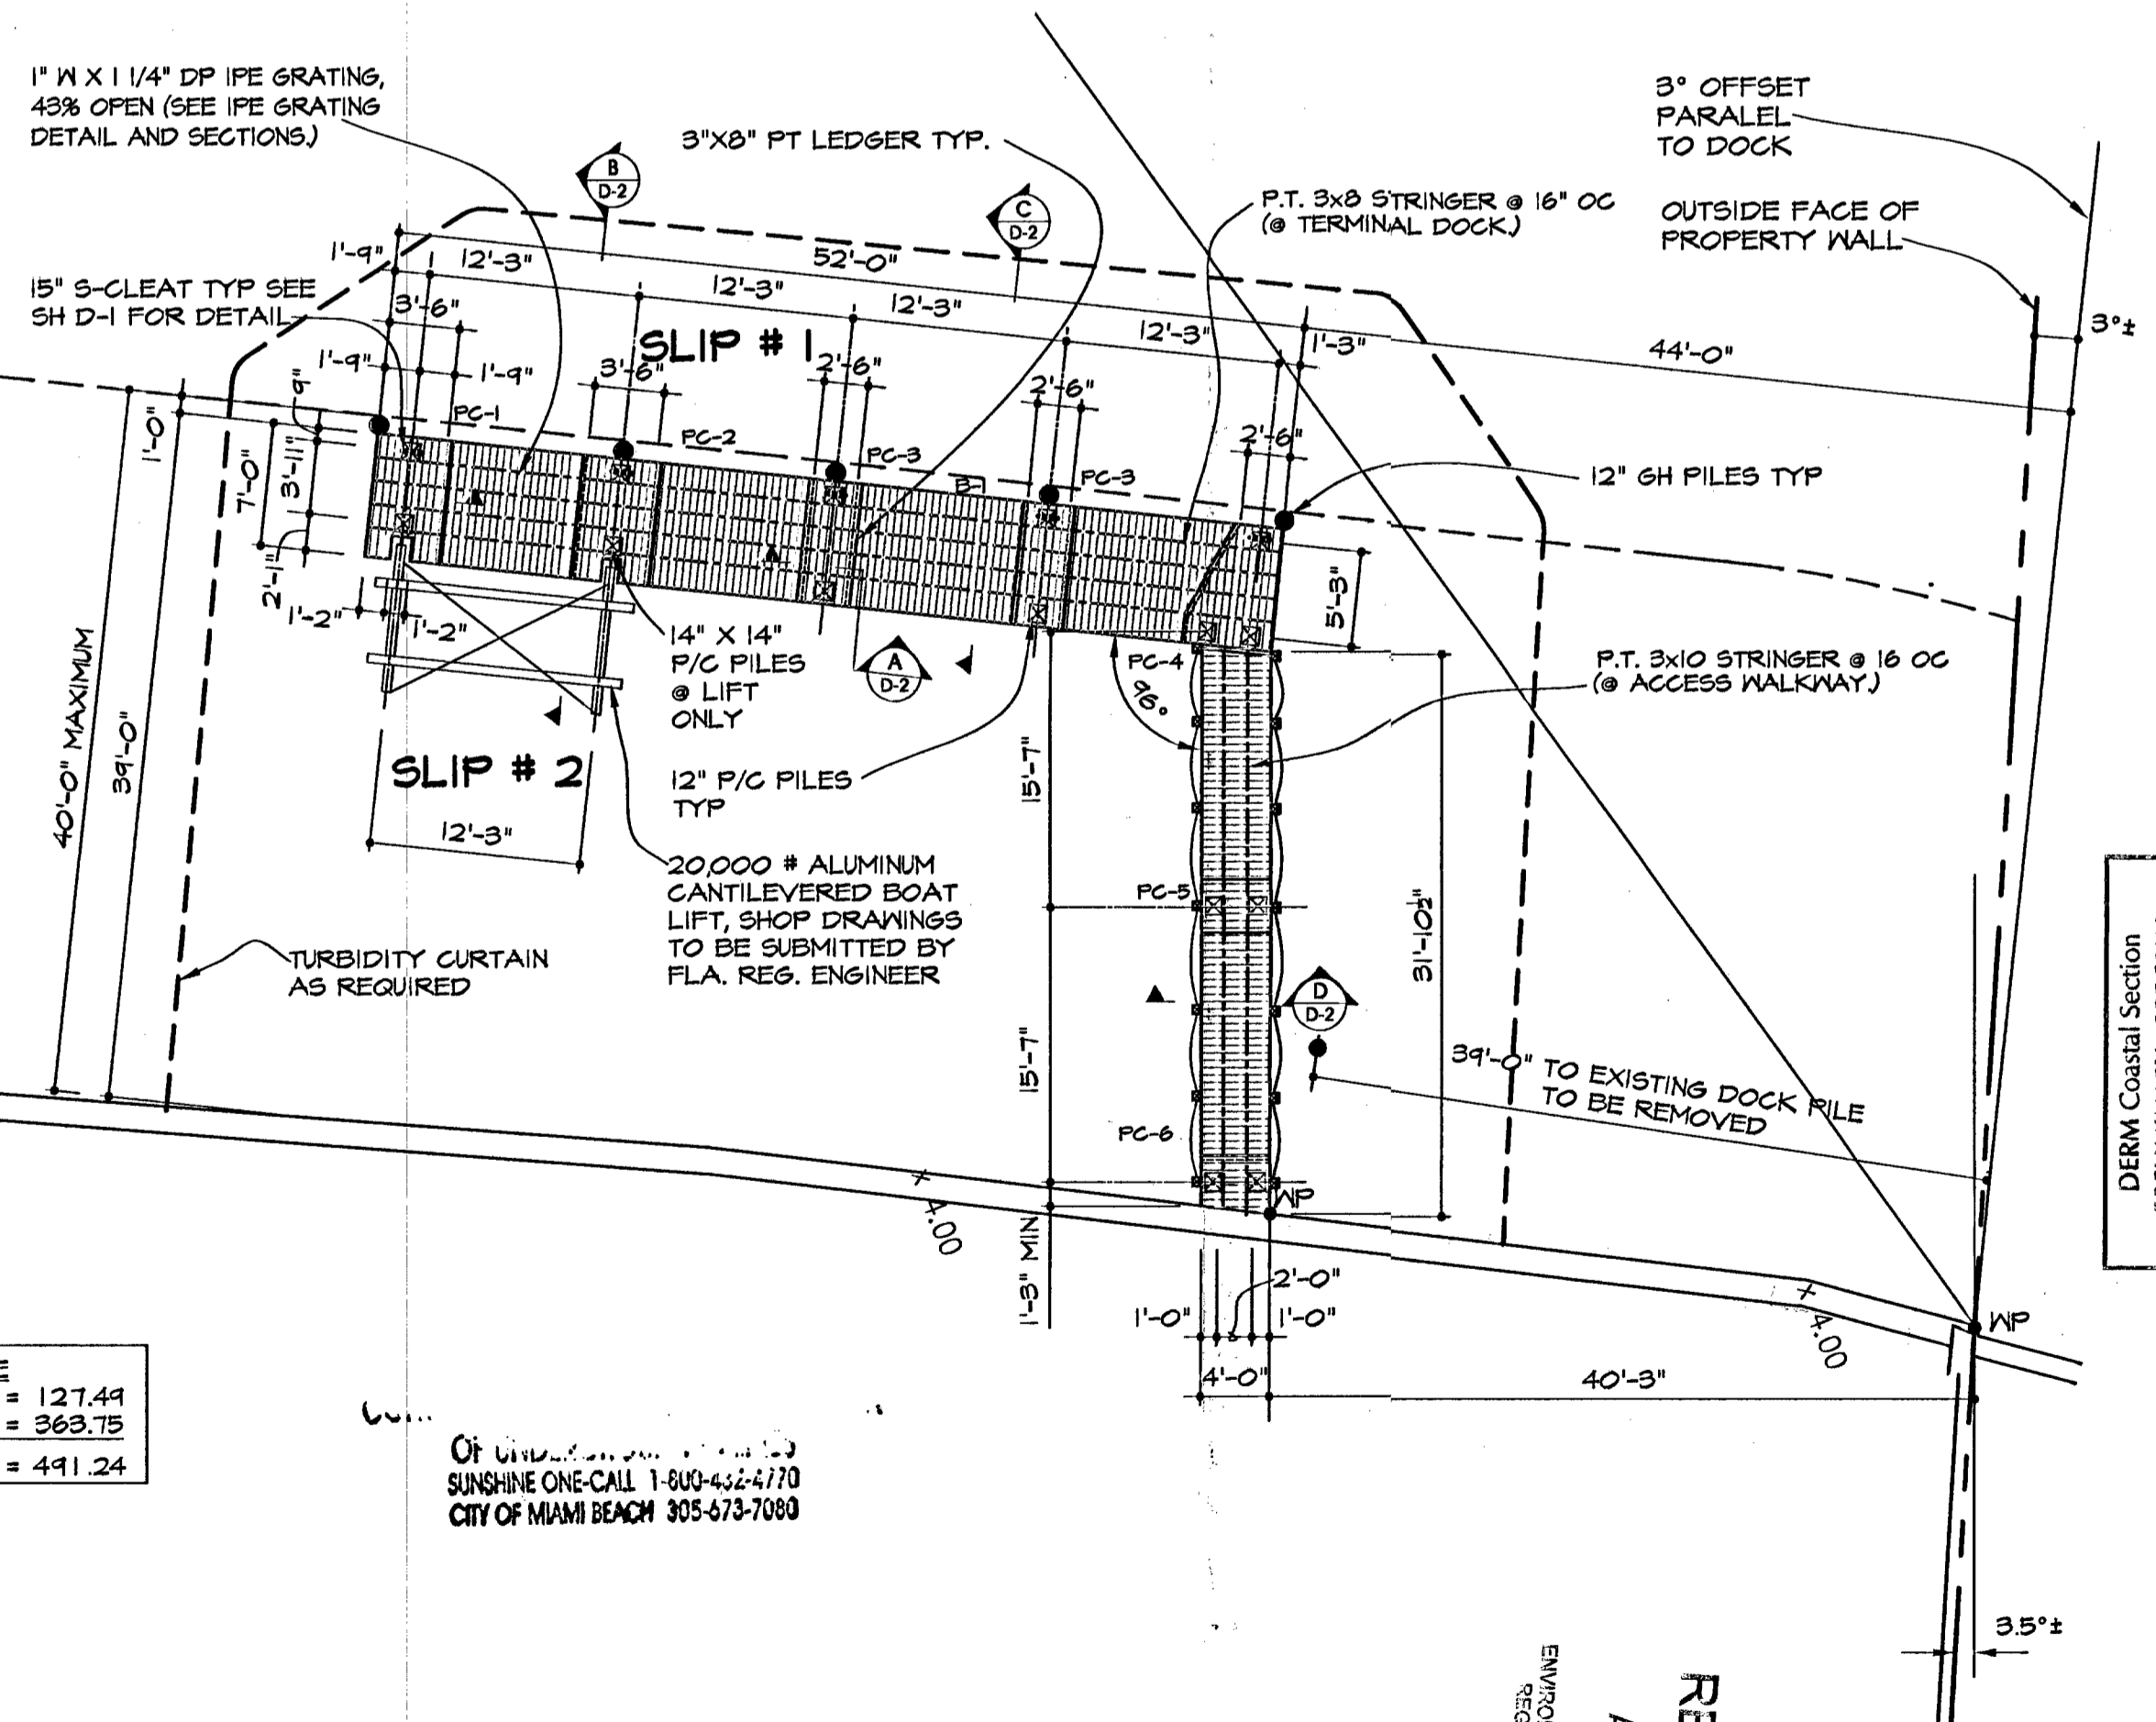 1" W X 1 1/4" DP IPE GRATING,
43% OPEN (SEE IPE GRATING
DETAIL AND SECTIONS.)
3"X8" PT LEDGER TYP.
B
D-2
C
D-2
P.T. 3x8 STRINGER @ 16" OC
(@ TERMINAL DOCK.)
3° OFFSET
PARALEL
TO DOCK
OUTSIDE FACE OF
PROPERTY WALL
15" S-CLEAT TYP SEE
SH D-1 FOR DETAIL
1'-9"
12'-3"
52'-0"
12'-3"
12'-3"
12'-3"
1'-3"
44'-0"
3°±
3'-6"
SLIP # 1
1'-9"
1'-9"
3'-6"
2'-6"
2'-6"
2'-6"
1'-0"
9"
7'-0"
3'-11"
2'-1"
PC-1
PC-2
PC-3
B-1
PC-3
12" GH PILES TYP
5'-3"
1'-2"
1'-2"
14" X 14"
P/C PILES
@ LIFT
ONLY
A
D-2
PC-4
96°
P.T. 3x10 STRINGER @ 16 OC
(@ ACCESS WALKWAY.)
40'-0" MAXIMUM
39'-0"
SLIP # 2
12'-3"
12" P/C PILES
TYP
15'-7"
20,000 # ALUMINUM
CANTILEVERED BOAT
LIFT, SHOP DRAWINGS
TO BE SUBMITTED BY
FLA. REG. ENGINEER
PC-5
31'-10½"
TURBIDITY CURTAIN
AS REQUIRED
D
D-2
15'-7"
39'-0" TO EXISTING DOCK PILE
TO BE REMOVED
PC-6
WP
4.00
1'-3" MIN
2'-0"
1'-0"
1'-0"
4'-0"
40'-3"
4.00
WP
DERM Coastal Section
= 127.49
= 363.75
= 491.24
OF
SUNSHINE ONE-CALL 1-800-432-4770
CITY OF MIAMI BEACH 305-673-7080
3.5°±
ENVIRO
REG
RE